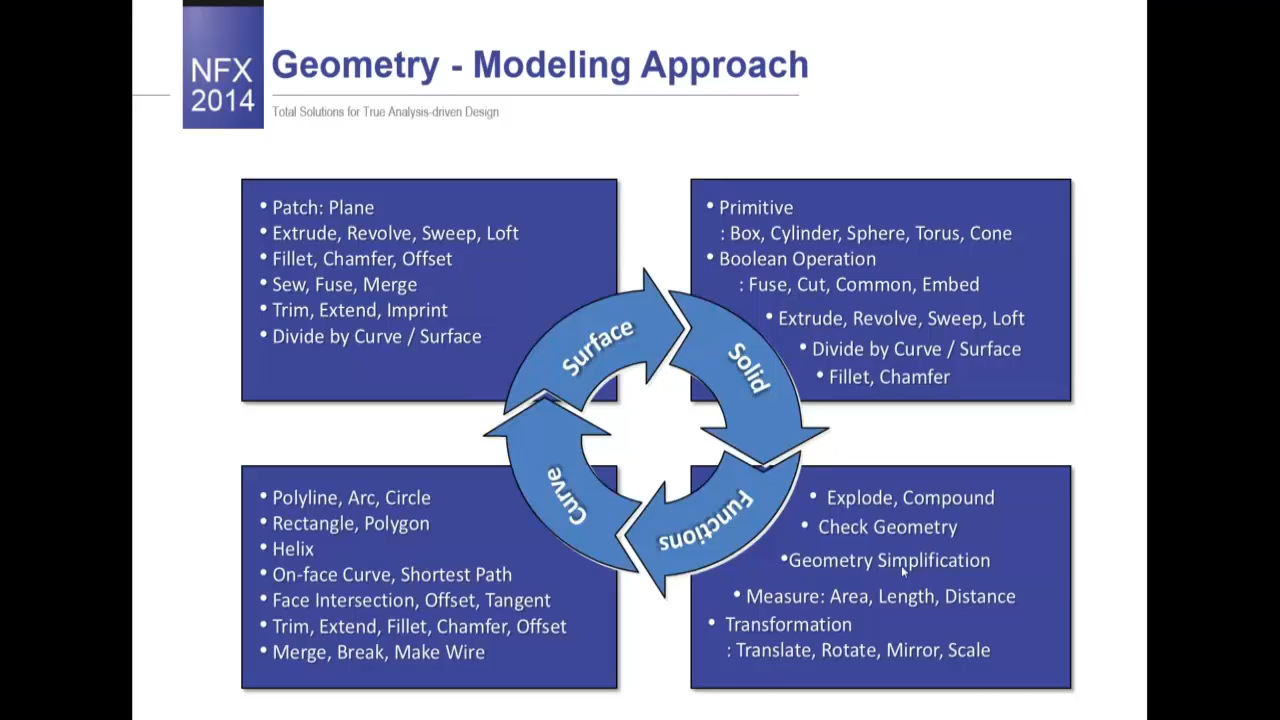 NFX
2014
Geometry - Modeling Approach
Total Solutions for True Analysis-driven Design
• Patch: Plane
• Extrude, Revolve, Sweep, Loft
• Fillet, Chamfer, Offset
• Sew, Fuse, Merge
• Trim, Extend, Imprint
• Divide by Curve / Surface
• Primitive
: Box, Cylinder, Sphere, Torus, Cone
• Boolean Operation
: Fuse, Cut, Common, Embed
• Extrude, Revolve, Sweep, Loft
• Divide by Curve / Surface
• Fillet, Chamfer
Surface
Solid
Curve
Functions
• Polyline, Arc, Circle
• Rectangle, Polygon
• Helix
• On-face Curve, Shortest Path
• Face Intersection, Offset, Tangent
• Trim, Extend, Fillet, Chamfer, Offset
• Merge, Break, Make Wire
• Explode, Compound
• Check Geometry
•Geometry Simplification
• Measure: Area, Length, Distance
• Transformation
: Translate, Rotate, Mirror, Scale